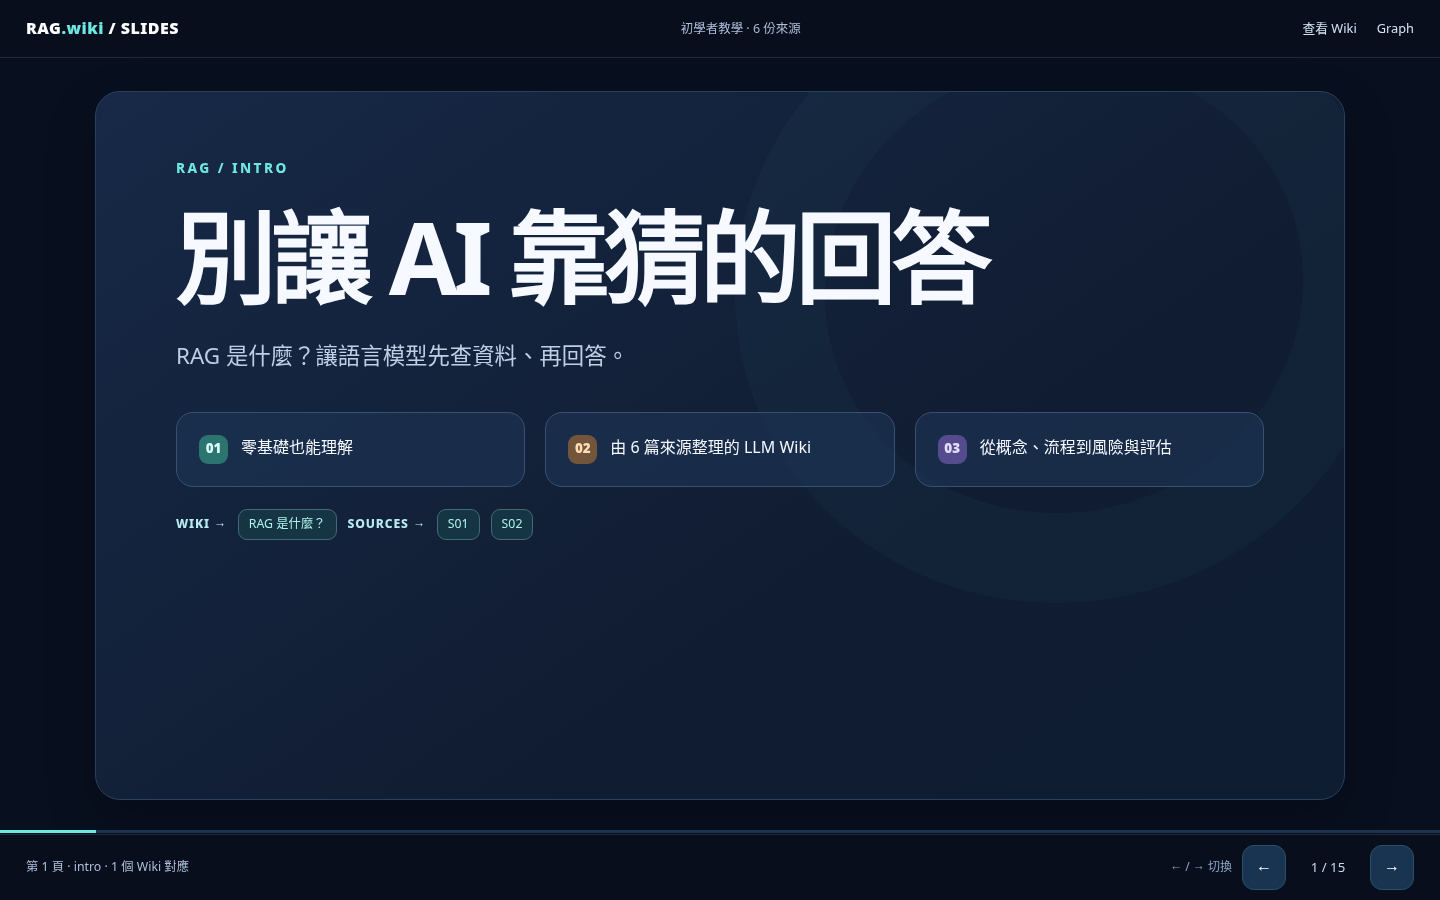 RAG.wiki / SLIDES
初學者教學 · 6 份來源
查看 Wiki
Graph
RAG / INTRO
別讓 AI 靠猜的回答
RAG 是什麼？讓語言模型先查資料、再回答。
01 零基礎也能理解
02 由 6 篇來源整理的 LLM Wiki
03 從概念、流程到風險與評估
WIKI → RAG 是什麼？ SOURCES → S01 S02
第 1 頁 · intro · 1 個 Wiki 對應
← / → 切換 ← 1 / 15 →